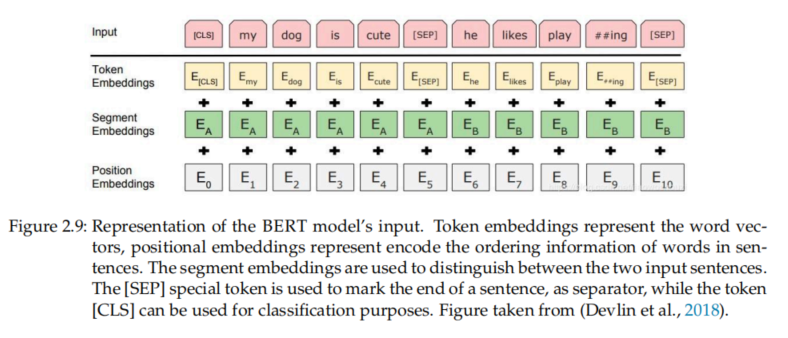 Input [CLS] my dog is cute [SEP] he likes play ##ing [SEP]
Token
Embeddings E[CLS] Emy Edog Eis Ecute E[SEP] Ehe Elikes Eplay E##ing E[SEP]
+ + + + + + + + + + +
Segment
Embeddings EA EA EA EA EA EA EB EB EB EB EB
+ + + + + + + + + + +
Position
Embeddings E0 E1 E2 E3 E4 E5 E6 E7 E8 E9 E10
Figure 2.9: Representation of the BERT model's input. Token embeddings represent the word vec-
tors, positional embeddings represent encode the ordering information of words in sen-
tences. The segment embeddings are used to distinguish between the two input sentences.
The [SEP] special token is used to mark the end of a sentence, as separator, while the token
[CLS] can be used for classification purposes. Figure taken from (Devlin et al., 2018).